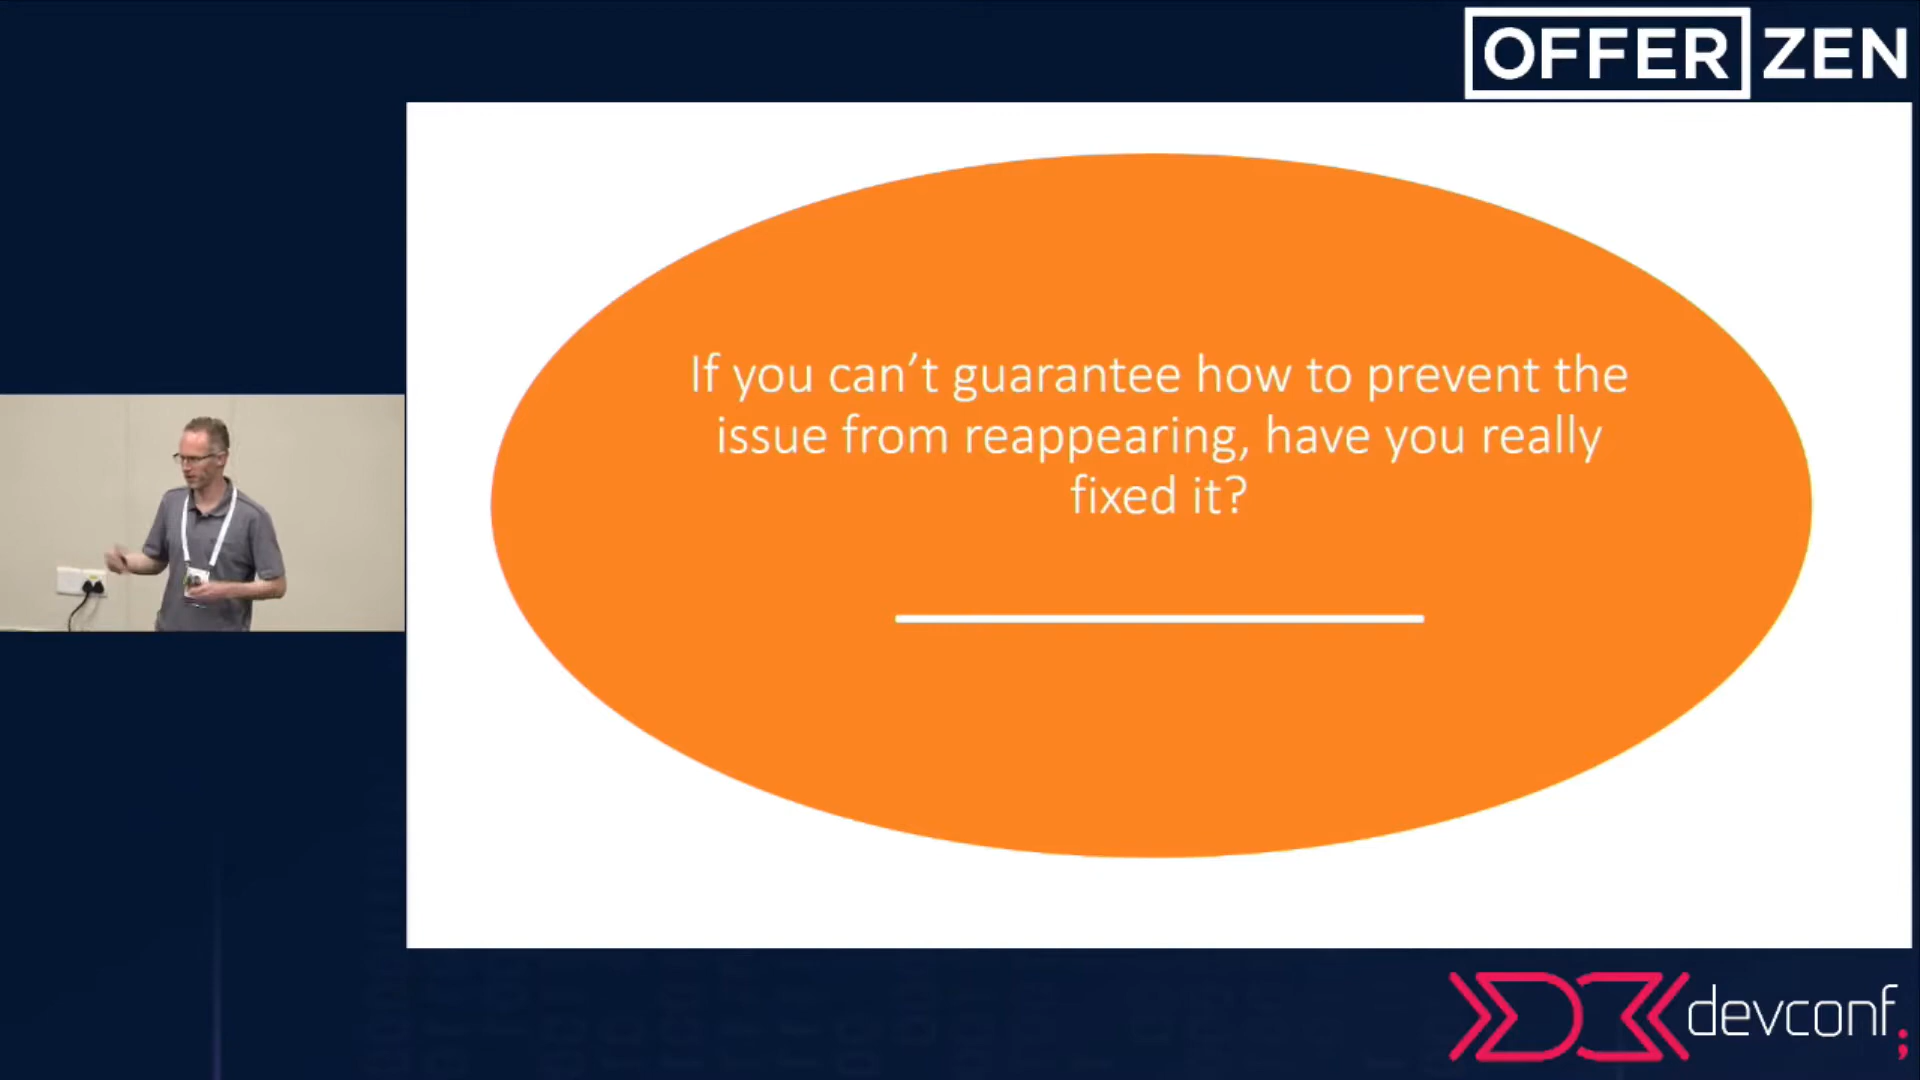 OFFER ZEN
If you can’t guarantee how to prevent the
issue from reappearing, have you really
fixed it?
devconf;